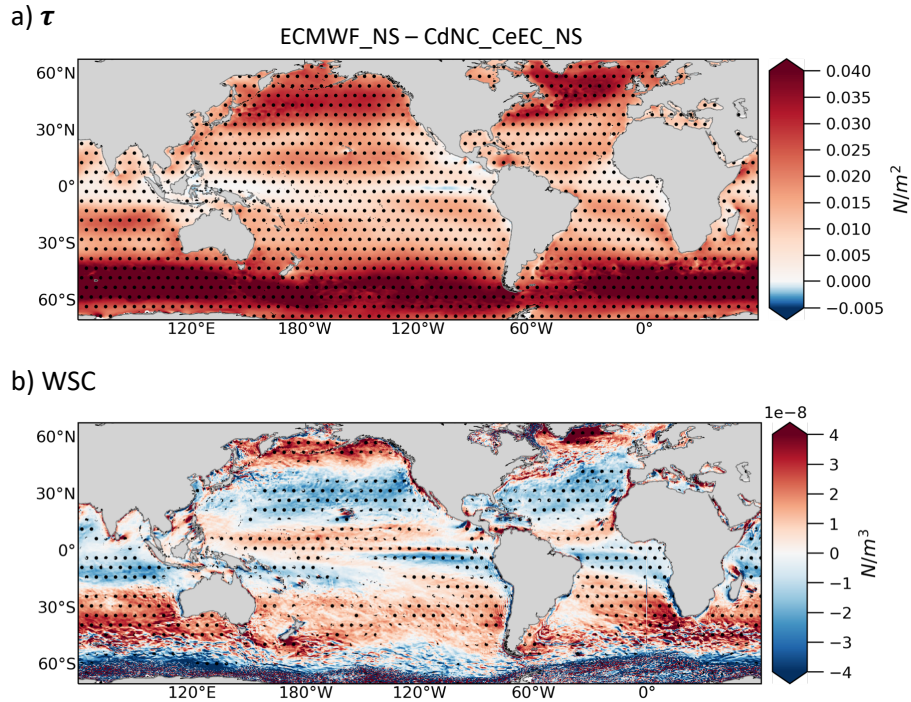 a) τ
ECMWF_NS – CdNC_CeEC_NS
60°N
30°N
0°
30°S
60°S
120°E 180°W 120°W 60°W 0°
0.040
0.035
0.030
0.025
0.020
0.015
0.010
0.005
0.000
−0.005
N/m²
b) WSC
1e-8
60°N
30°N
0°
30°S
60°S
120°E 180°W 120°W 60°W 0°
4
3
2
1
0
−1
−2
−3
−4
N/m³